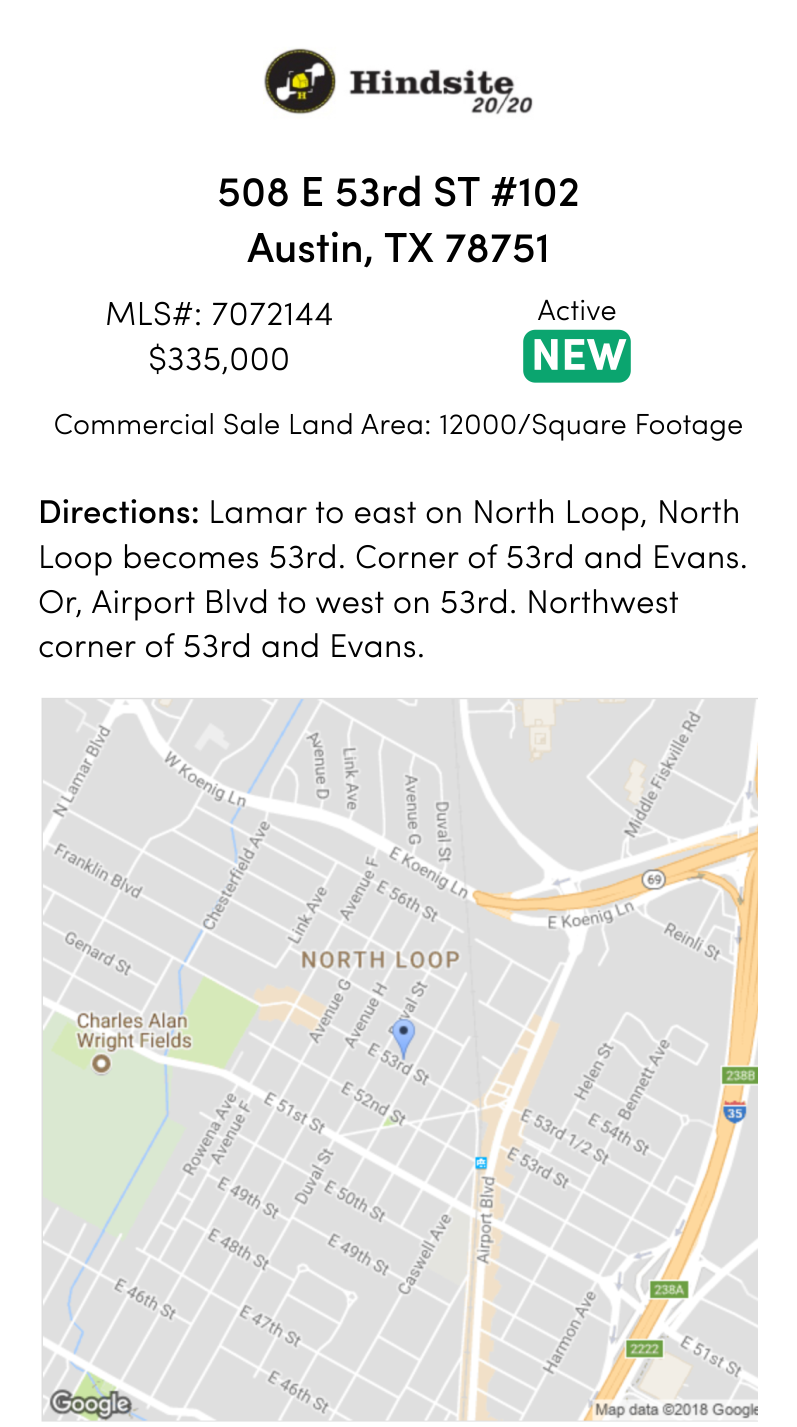 Hindsite
20/20
H
508 E 53rd ST #102
Austin, TX 78751
MLS#: 7072144
$335,000
Active
NEW
Commercial Sale Land Area: 12000/Square Footage
Directions: Lamar to east on North Loop, North
Loop becomes 53rd. Corner of 53rd and Evans.
Or, Airport Blvd to west on 53rd. Northwest
corner of 53rd and Evans.
N Lamar Blvd
W Koenig Ln
Avenue D
Link Ave
Avenue G
Duval St
Middle Fiskville Rd
Franklin Blvd
Chesterfield Ave
Link Ave
Avenue F
E Koenig Ln
E 56th St
69
E Koenig Ln
Reinli St
Genard St
NORTH LOOP
Avenue G
Avenue H
val St
Charles Alan
Wright Fields
E 53rd St
238B
35
Helen St
Bennett Ave
E 52nd St
E 51st St
Rowena Ave
Avenue F
E 53rd 1/2 St
E 54th St
E 53rd St
Duval St
E 50th St
E 49th St
Airport Blvd
Caswell Ave
E 48th St
E 49th St
E 46th St
E 47th St
E 46th St
Harmon Ave
238A
2222
E 51st St
Google
Map data ©2018 Google